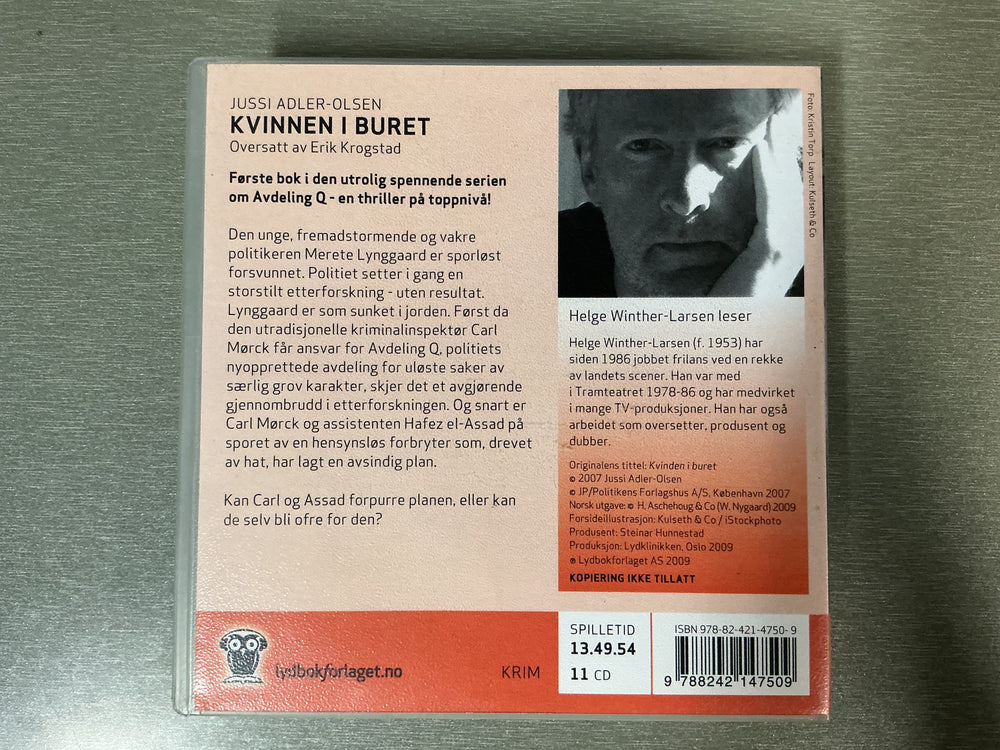 JUSSI ADLER-OLSEN
KVINNEN I BURET
Oversatt av Erik Krogstad
Første bok i den utrolig spennende serien
om Avdeling Q - en thriller på toppnivå!
Den unge, fremadstormende og vakre
politikeren Merete Lynggaard er sporløst
forsvunnet. Politiet setter i gang en
storstilt etterforskning - uten resultat.
Lynggaard er som sunket i jorden. Først da
den utradisjonelle kriminalinspektør Carl
Mørck får ansvar for Avdeling Q, politiets
nyopprettede avdeling for uløste saker av
særlig grov karakter, skjer det et avgjørende
gjennombrudd i etterforskningen. Og snart er
Carl Mørck og assistenten Hafez el-Assad på
sporet av en hensynsløs forbryter som, drevet
av hat, har lagt en avsindig plan.
Kan Carl og Assad forpurre planen, eller kan
de selv bli ofre for den?
Foto: Kristin Torp Layout: Kulseth & Co
Helge Winther-Larsen leser
Helge Winther-Larsen (f. 1953) har
siden 1986 jobbet frilans ved en rekke
av landets scener. Han var med
i Tramteatret 1978-86 og har medvirket
i mange TV-produksjoner. Han har også
arbeidet som oversetter, produsent og
dubber.
Originalens tittel: Kvinden i buret
© 2007 Jussi Adler-Olsen
© JP/Politikens Forlagshus A/S, København 2007
Norsk utgave: © H. Aschehoug & Co (W. Nygaard) 2009
Forsideillustrasjon: Kulseth & Co / iStockphoto
Produsent: Steinar Hunnestad
Produksjon: Lydklinikken, Oslo 2009
℗ Lydbokforlaget AS 2009
KOPIERING IKKE TILLATT
lydbokforlaget.no
KRIM
SPILLETID
13.49.54
11 CD
ISBN 978-82-421-4750-9
9 788242 147509